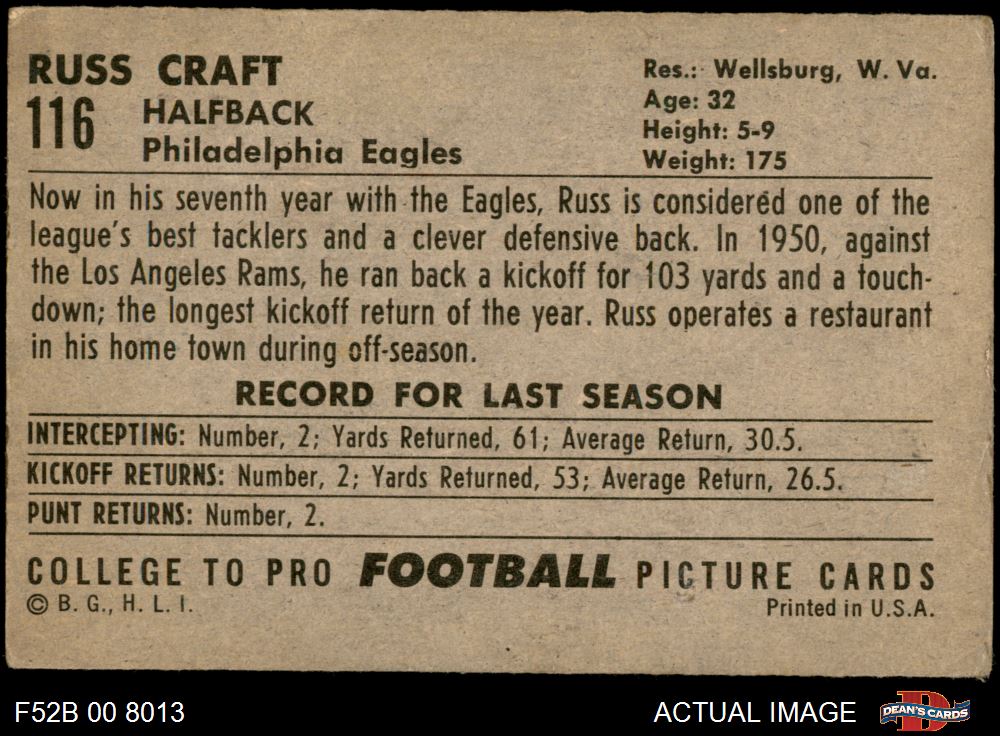 RUSS CRAFT
116
HALFBACK
Philadelphia Eagles
Res.: Wellsburg, W. Va.
Age: 32
Height: 5-9
Weight: 175
Now in his seventh year with the Eagles, Russ is considered one of the
league's best tacklers and a clever defensive back. In 1950, against
the Los Angeles Rams, he ran back a kickoff for 103 yards and a touch-
down; the longest kickoff return of the year. Russ operates a restaurant
in his home town during off-season.
RECORD FOR LAST SEASON
INTERCEPTING: Number, 2; Yards Returned, 61; Average Return, 30.5.
KICKOFF RETURNS: Number, 2; Yards Returned, 53; Average Return, 26.5.
PUNT RETURNS: Number, 2.
COLLEGE TO PRO FOOTBALL PICTURE CARDS
© B. G., H. L. I.
Printed in U.S.A.
F52B 00 8013
ACTUAL IMAGE
D
DEAN'S CARDS